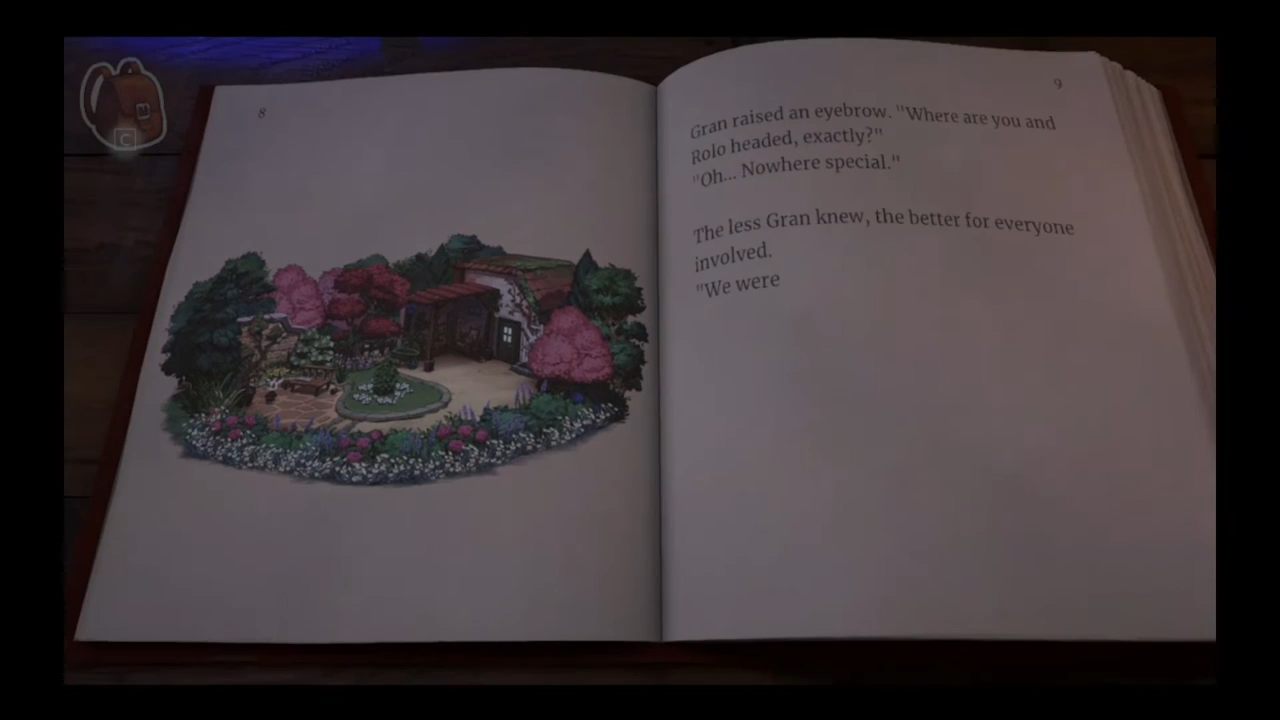 8
9
Gran raised an eyebrow. "Where are you and
Rolo headed, exactly?"
"Oh... Nowhere special."
The less Gran knew, the better for everyone
involved.
"We were
C